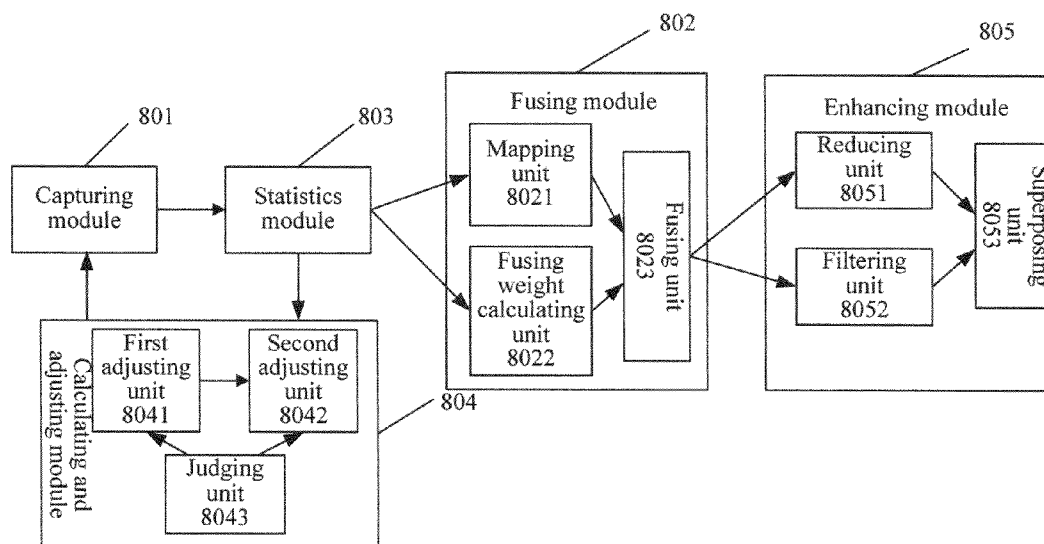 801
Capturing
module
803
Statistics
module
802
Fusing module
Mapping
unit
8021
Fusing
weight
calculating
unit
8022
Fusing unit
8023
805
Enhancing module
Reducing
unit
8051
Filtering
unit
8052
Superposing
unit
8053
Calculating and
adjusting module
First
adjusting
unit
8041
Second
adjusting
unit
8042
Judging
unit
8043
804